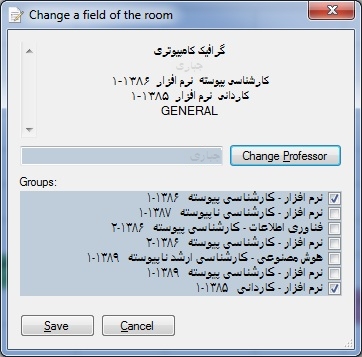 Change a field of the room
گرافیک کامپیوتری
جباری
کارشناسی پیوسته نرم افزار ۱۳۸۶-۱
کاردانی نرم افزار ۱۳۸۵-۱
GENERAL
جباری
Change Professor
Groups:
نرم افزار - کارشناسی پیوسته ۱۳۸۶-۱
نرم افزار - کارشناسی ناپیوسته ۱۳۸۷-۱
فناوری اطلاعات - کارشناسی پیوسته ۱۳۸۶-۲
نرم افزار - کارشناسی پیوسته ۱۳۸۶-۲
هوش مصنوعی - کارشناسی ارشد ناپیوسته ۱۳۸۹-۱
نرم افزار - کارشناسی پیوسته ۱۳۸۹-۱
نرم افزار - کاردانی ۱۳۸۵-۱
Save
Cancel